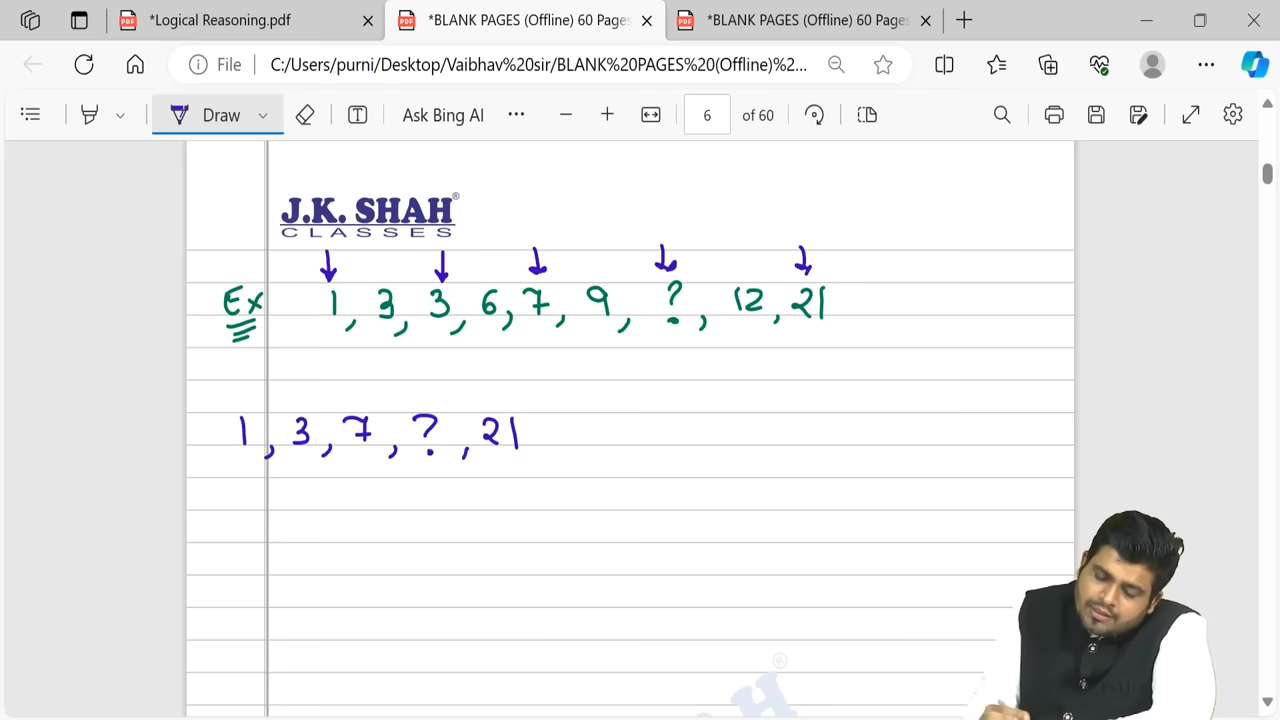 *Logical Reasoning.pdf
*BLANK PAGES (Offline) 60 Pages
*BLANK PAGES (Offline) 60 Pages
File
C:/Users/purni/Desktop/Vaibhav%20sir/BLANK%20PAGES%20(Offline)%2...
Draw
Ask Bing AI
6 of 60
J.K. SHAH®
CLASSES
Ex 1, 3, 3, 6, 7, 9, ?, 12, 21
1, 3, 7, ?, 21